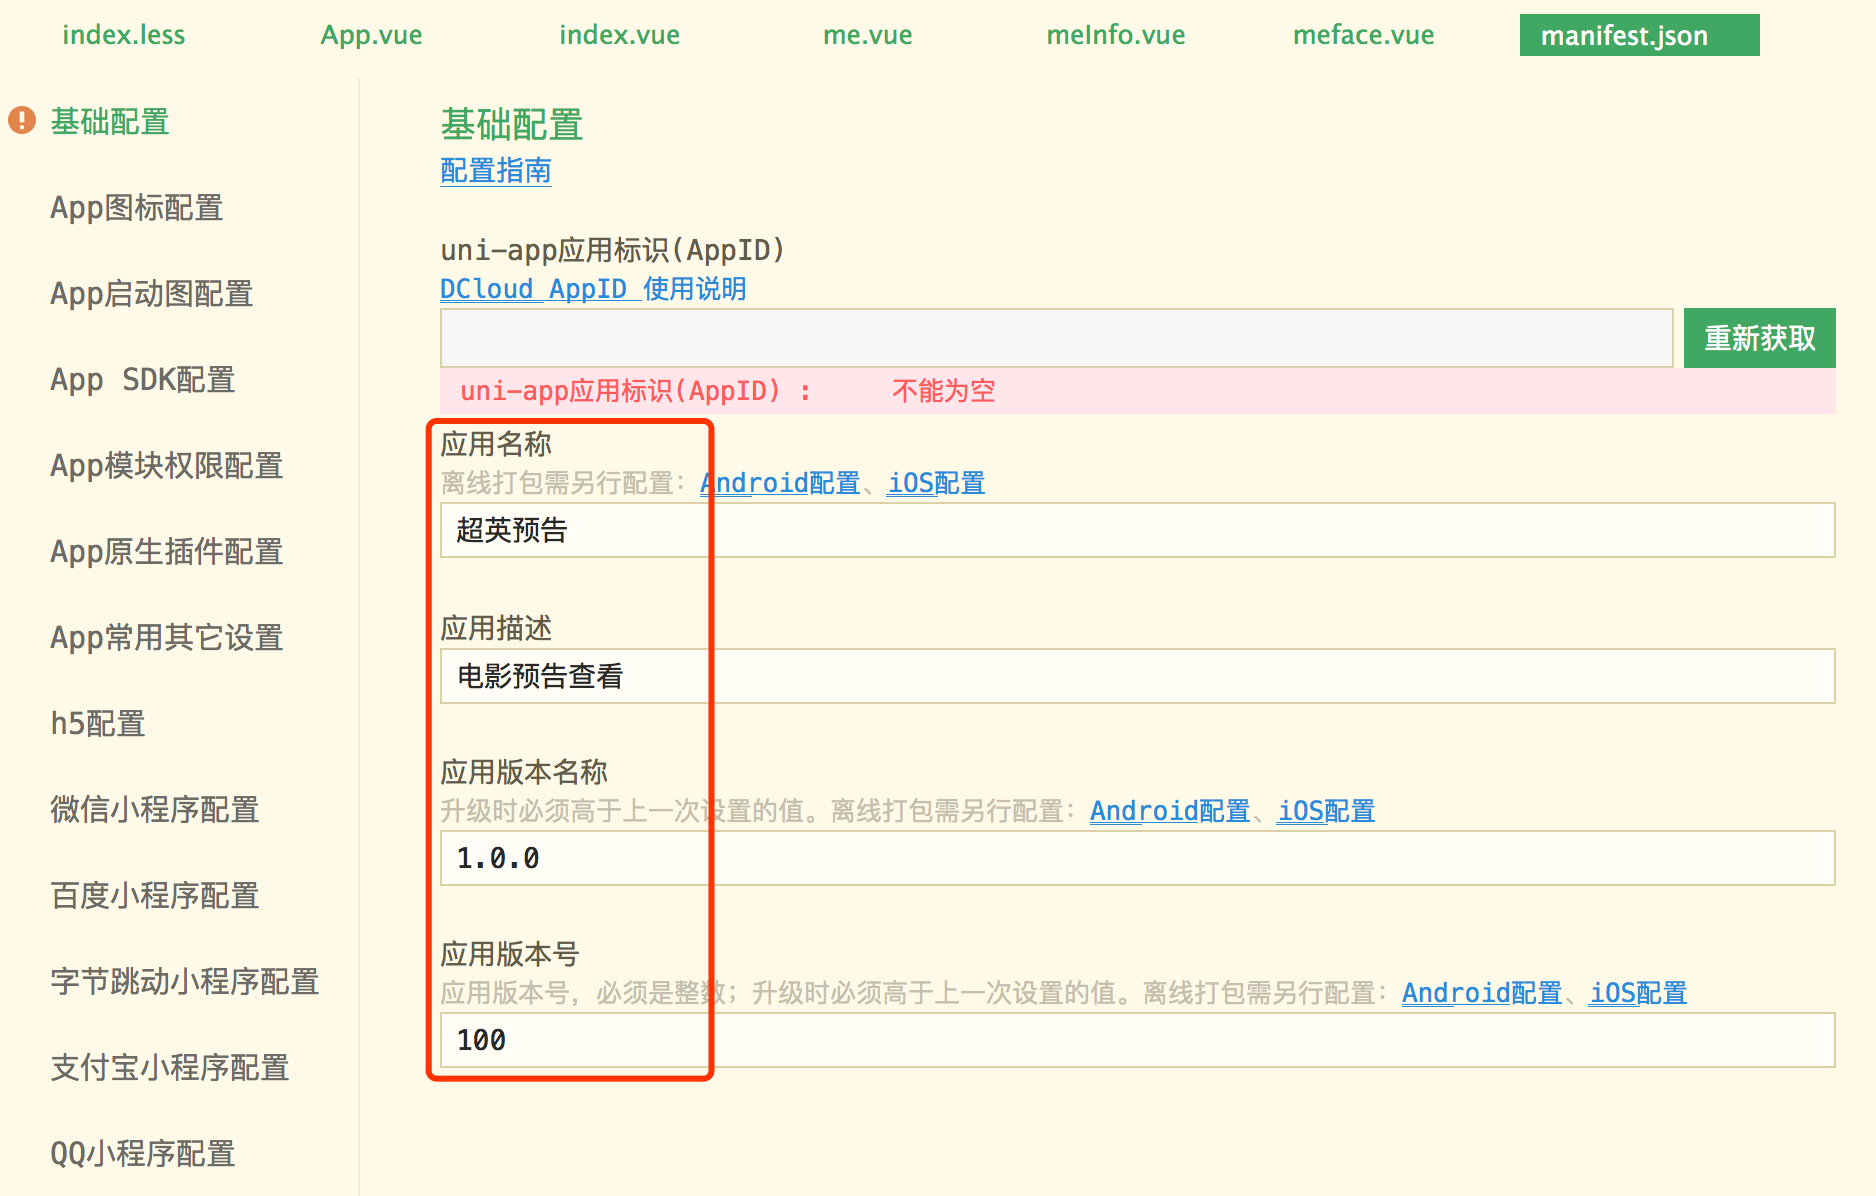 index.less App.vue index.vue me.vue meInfo.vue meface.vue manifest.json
基础配置
App图标配置
App启动图配置
App SDK配置
App模块权限配置
App原生插件配置
App常用其它设置
h5配置
微信小程序配置
百度小程序配置
字节跳动小程序配置
支付宝小程序配置
QQ小程序配置
基础配置
配置指南
uni-app应用标识(AppID)
DCloud AppID 使用说明
重新获取
uni-app应用标识(AppID) : 不能为空
应用名称
离线打包需另行配置：Android配置、iOS配置
超英预告
应用描述
电影预告查看
应用版本名称
升级时必须高于上一次设置的值。离线打包需另行配置：Android配置、iOS配置
1.0.0
应用版本号
应用版本号，必须是整数；升级时必须高于上一次设置的值。离线打包需另行配置：Android配置、iOS配置
100